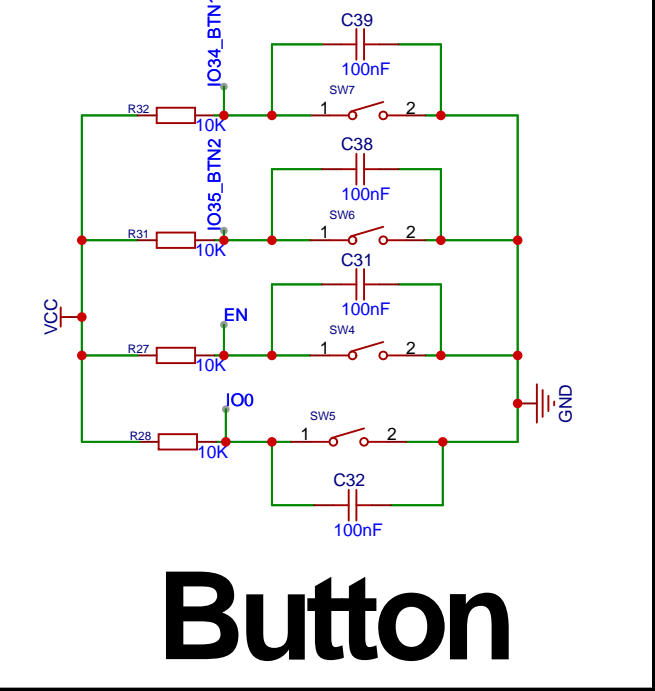 C39
100nF
IO34_BTN1
SW7
R32
10K
1
2
C38
100nF
IO35_BTN2
SW6
R31
10K
1
2
C31
100nF
VCC
EN
SW4
R27
10K
1
2
IO0
SW5
R28
10K
1
2
GND
C32
100nF
Button